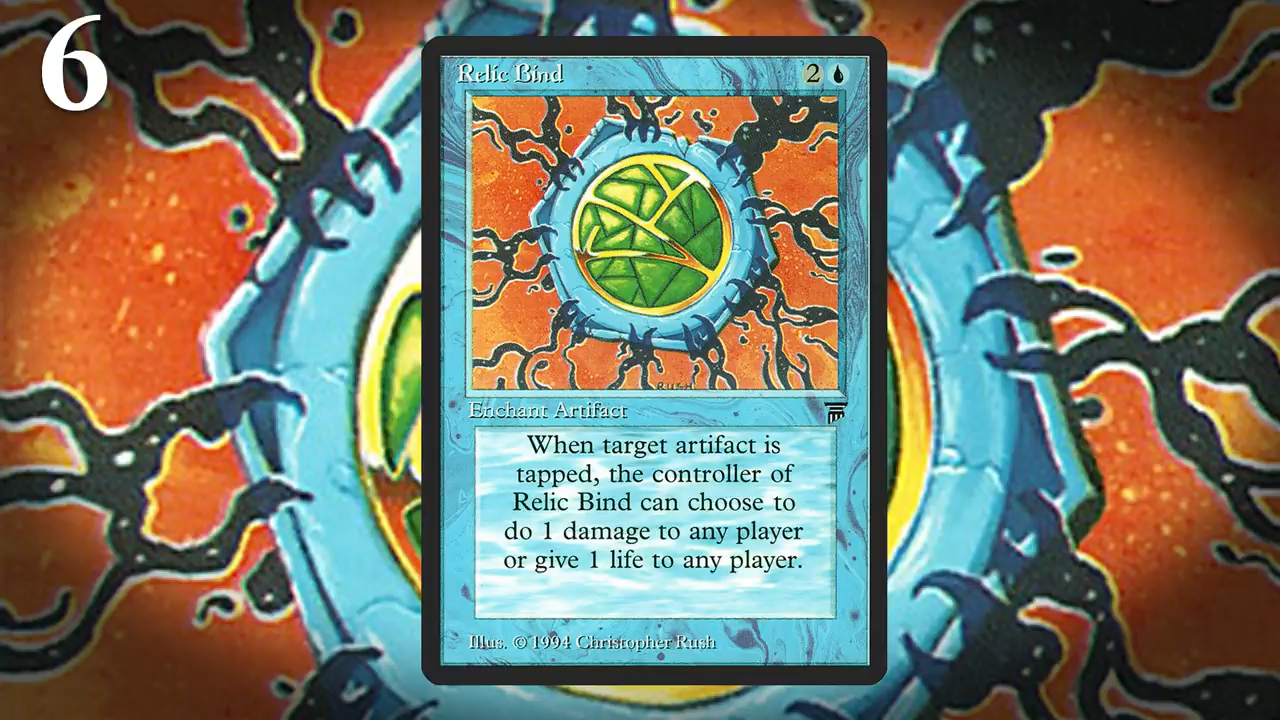 6
Relic Bind
2
RUSH
Enchant Artifact
When target artifact is
tapped, the controller of
Relic Bind can choose to
do 1 damage to any player
or give 1 life to any player.
Illus. © 1994 Christopher Rush